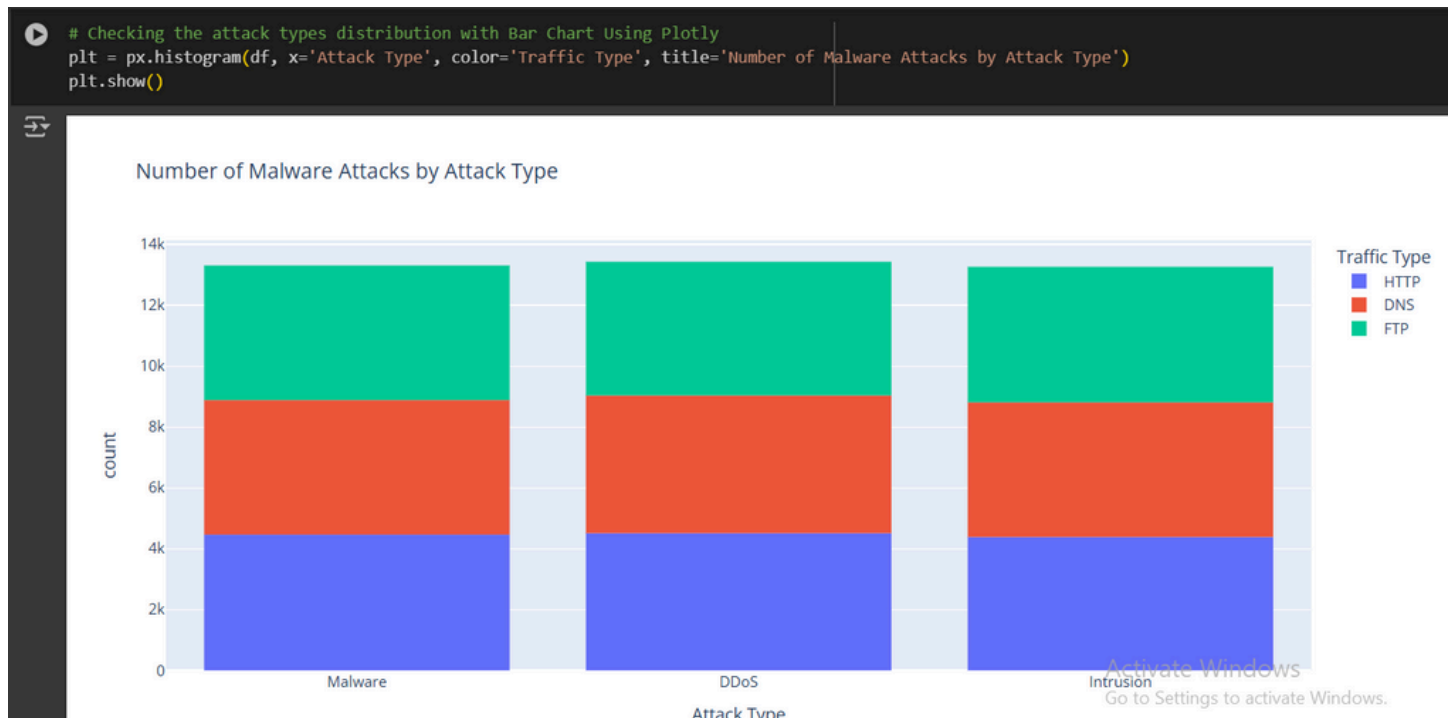 # Checking the attack types distribution with Bar Chart Using Plotly
plt = px.histogram(df, x='Attack Type', color='Traffic Type', title='Number of Malware Attacks by Attack Type')
plt.show()
Number of Malware Attacks by Attack Type
14k
12k
10k
8k
6k
4k
2k
0
count
Malware
DDoS
Intrusion
Attack Type
Traffic Type
HTTP
DNS
FTP
Activate Windows
Go to Settings to activate Windows.